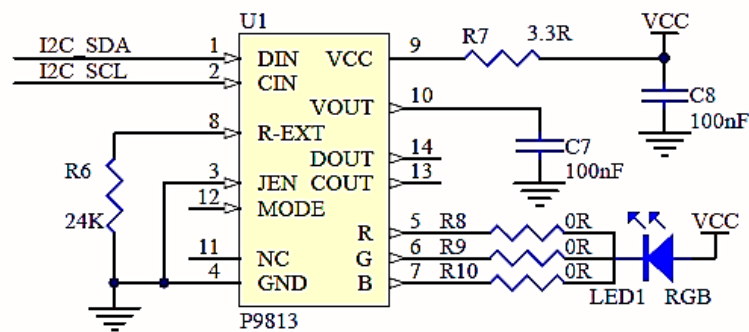 U1
VCC
I2C_SDA 1 DIN VCC 9 R7 3.3R
I2C_SCL 2 CIN
VOUT 10 C8
100nF
8 R-EXT
DOUT 14 C7
R6 3 JEN COUT 13 100nF
12 MODE
24K
R 5 R8 0R VCC
11 NC G 6 R9 0R
4 GND B 7 R10 0R
LED1 RGB
P9813